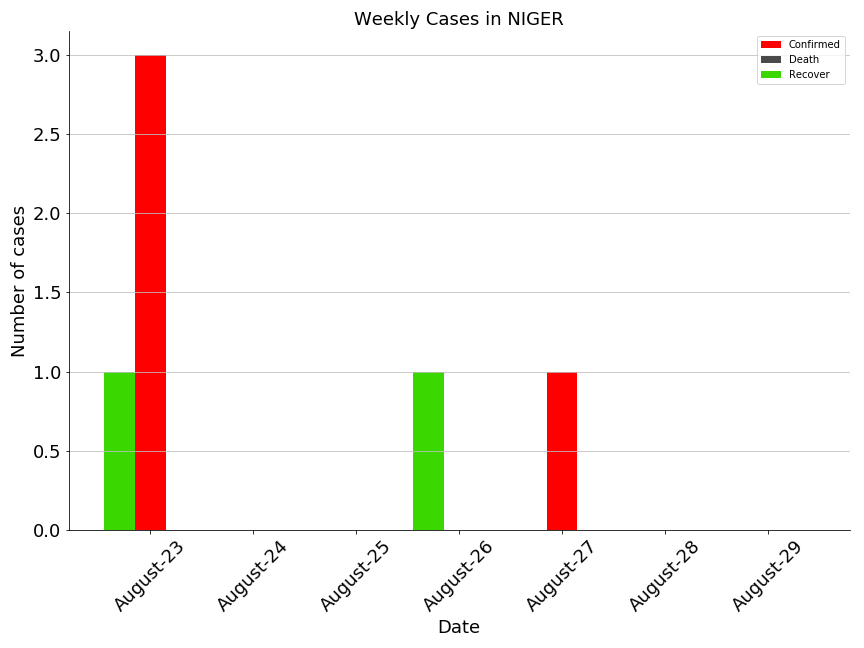 Weekly Cases in NIGER
Confirmed
Death
Recover
3.0
2.5
2.0
1.5
1.0
0.5
0.0
Number of cases
August-23
August-24
August-25
August-26
August-27
August-28
August-29
Date